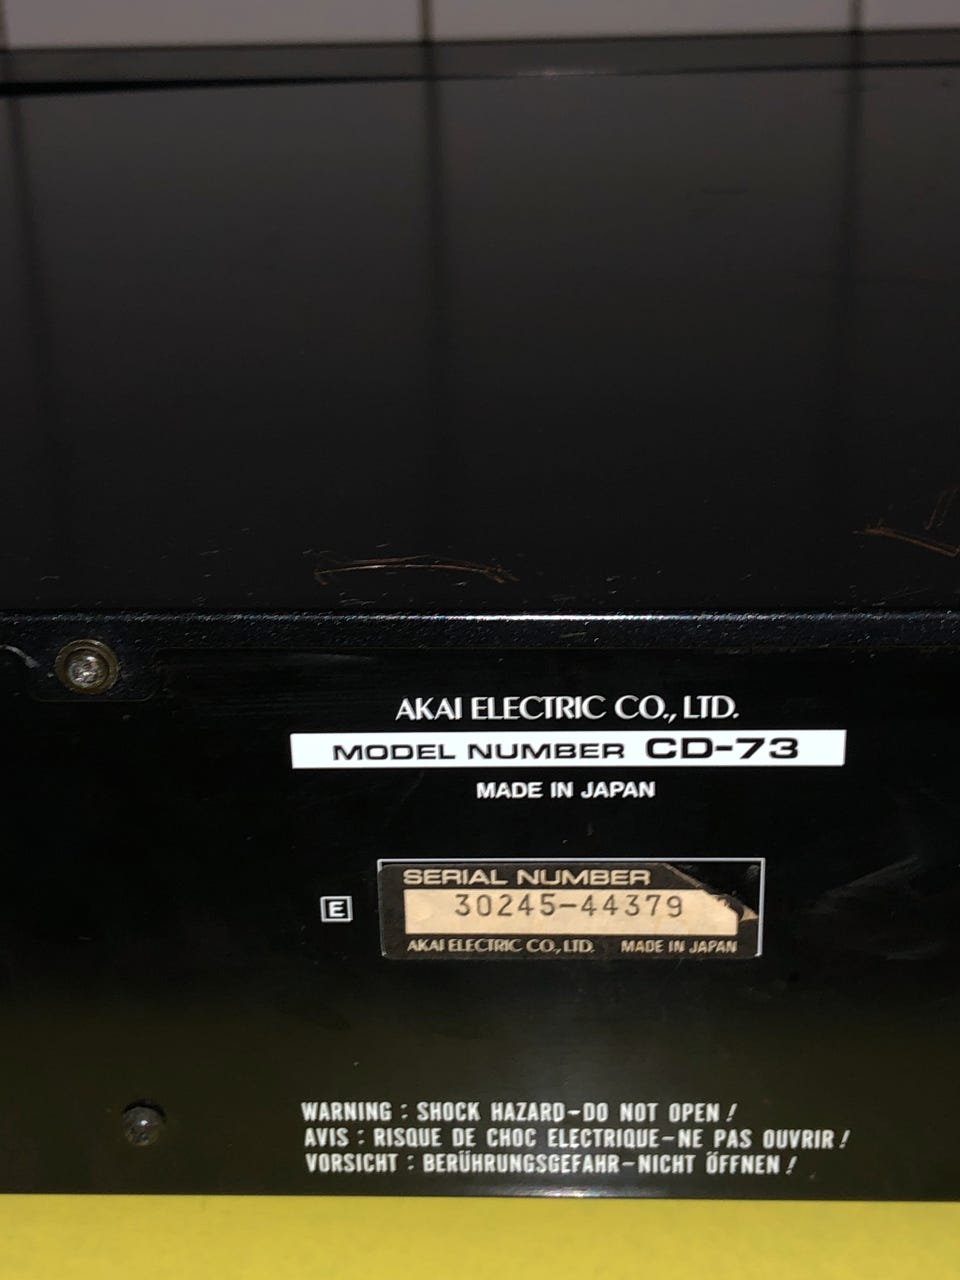 AKAI ELECTRIC CO., LTD.
MODEL NUMBER CD-73
MADE IN JAPAN
SERIAL NUMBER
E 30245-44379
AKAI ELECTRIC CO., LTD. MADE IN JAPAN
WARNING : SHOCK HAZARD-DO NOT OPEN !
AVIS : RISQUE DE CHOC ELECTRIQUE-NE PAS OUVRIR !
VORSICHT : BERÜHRUNGSGEFAHR-NICHT ÖFFNEN !